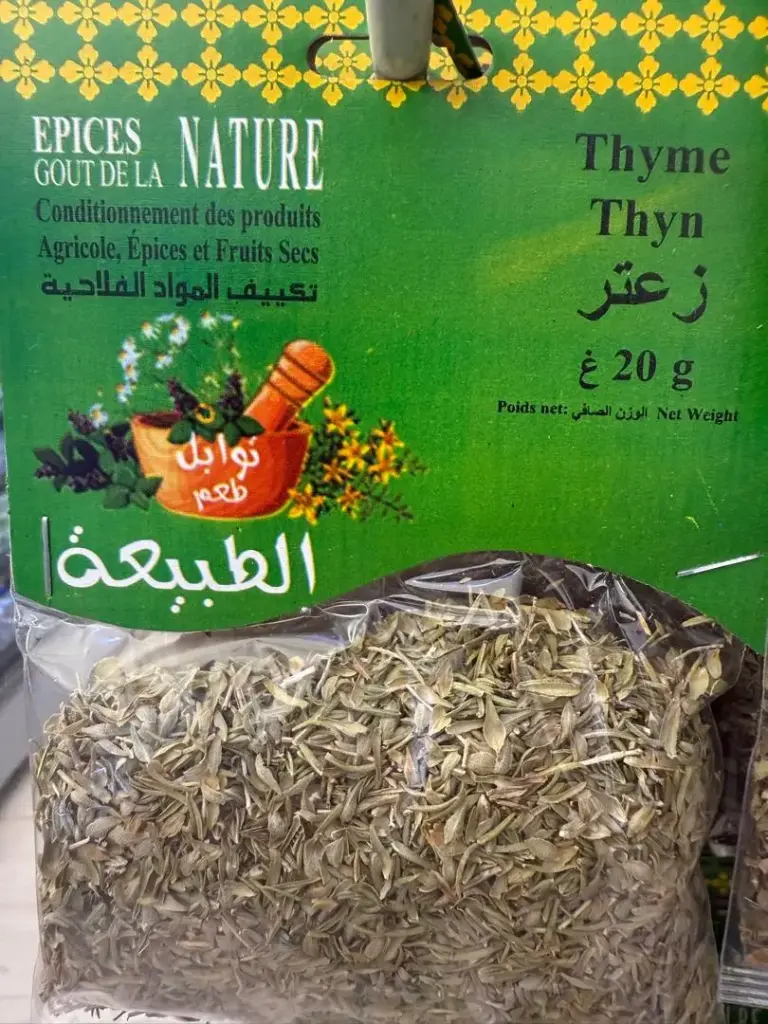 EPICES
GOUT DE LA NATURE
Conditionnement des produits
Agricole, Épices et Fruits Secs
تكييف المواد الفلاحية
توابل
طعم
الطبيعة
Thyme
Thyn
زعتر
20 g غ
Poids net: الوزن الصافي Net Weight